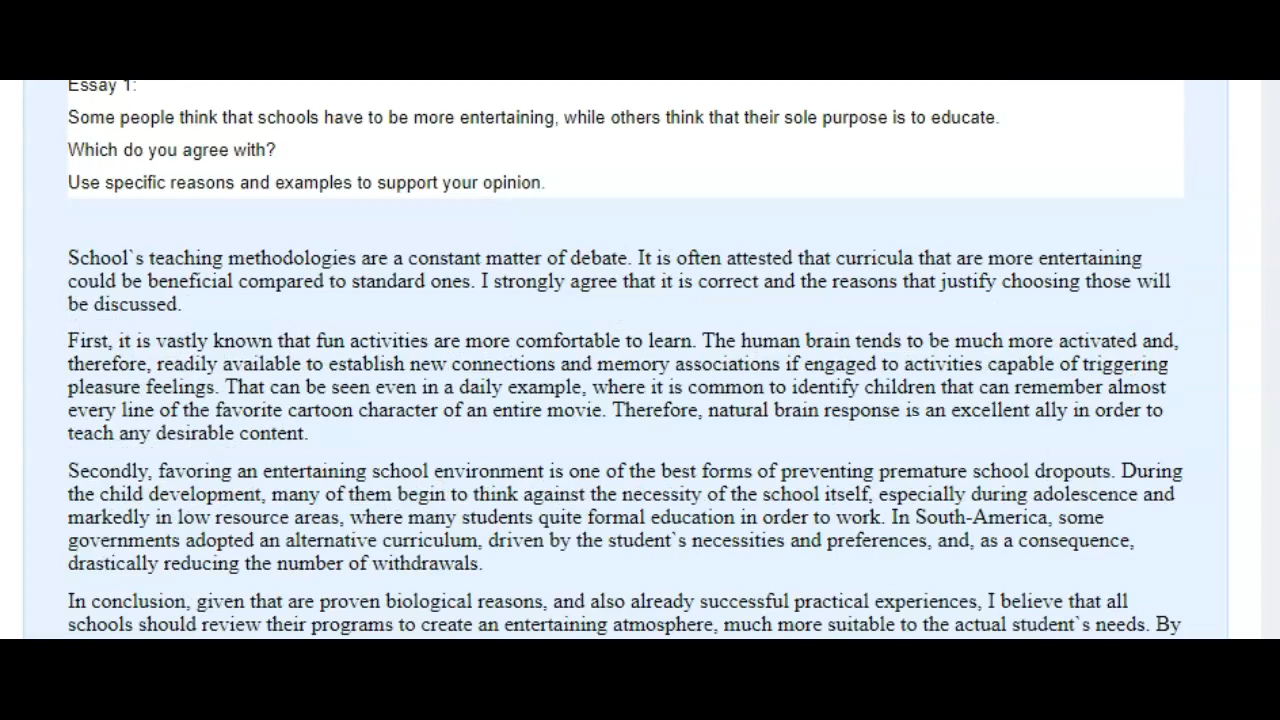 Essay 1:
Some people think that schools have to be more entertaining, while others think that their sole purpose is to educate.
Which do you agree with?
Use specific reasons and examples to support your opinion.
School`s teaching methodologies are a constant matter of debate. It is often attested that curricula that are more entertaining
could be beneficial compared to standard ones. I strongly agree that it is correct and the reasons that justify choosing those will
be discussed.
First, it is vastly known that fun activities are more comfortable to learn. The human brain tends to be much more activated and,
therefore, readily available to establish new connections and memory associations if engaged to activities capable of triggering
pleasure feelings. That can be seen even in a daily example, where it is common to identify children that can remember almost
every line of the favorite cartoon character of an entire movie. Therefore, natural brain response is an excellent ally in order to
teach any desirable content.
Secondly, favoring an entertaining school environment is one of the best forms of preventing premature school dropouts. During
the child development, many of them begin to think against the necessity of the school itself, especially during adolescence and
markedly in low resource areas, where many students quite formal education in order to work. In South-America, some
governments adopted an alternative curriculum, driven by the student`s necessities and preferences, and, as a consequence,
drastically reducing the number of withdrawals.
In conclusion, given that are proven biological reasons, and also already successful practical experiences, I believe that all
schools should review their programs to create an entertaining atmosphere, much more suitable to the actual student`s needs. By